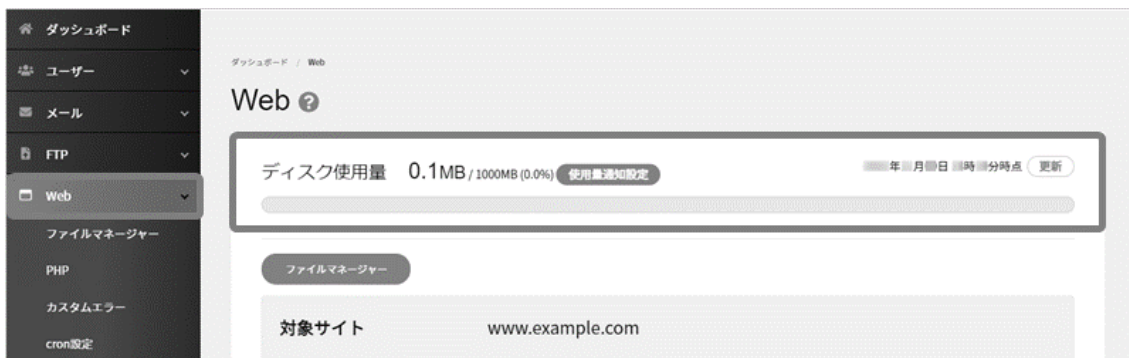 ダッシュボード
ユーザー
メール
FTP
Web
ファイルマネージャー
PHP
カスタムエラー
cron設定
ダッシュボード / Web
Web ?
ディスク使用量 0.1MB / 1000MB (0.0%) 使用量通知設定
年 月 日 時 分時点 更新
ファイルマネージャー
対象サイト www.example.com